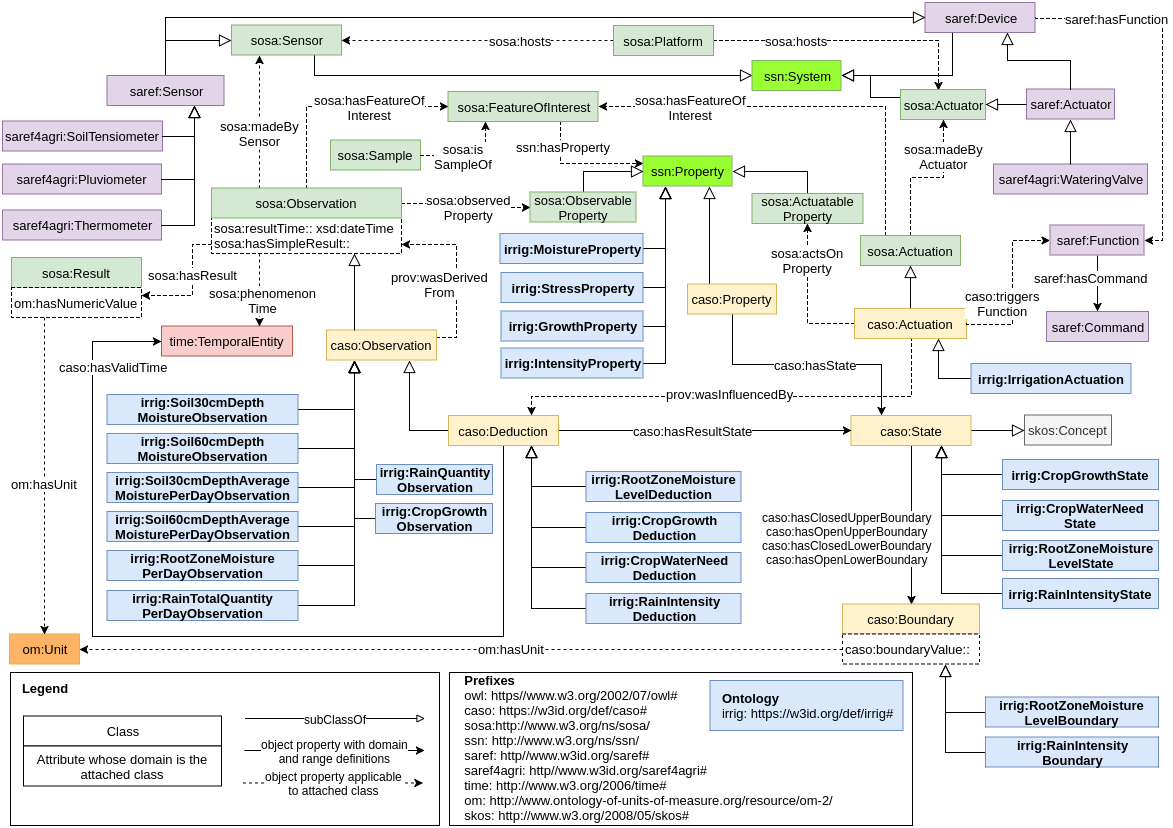 saref:Device
saref:hasFunction
sosa:Sensor
sosa:hosts
sosa:Platform
sosa:hosts
ssn:System
saref:Sensor
sosa:hasFeatureOf
Interest
sosa:FeatureOfInterest
sosa:hasFeatureOf
Interest
sosa:Actuator
saref:Actuator
saref4agri:SoilTensiometer
sosa:madeBy
Sensor
sosa:Sample
sosa:is
SampleOf
ssn:hasProperty
sosa:madeBy
Actuator
saref4agri:Pluviometer
ssn:Property
saref4agri:WateringValve
sosa:Observation
sosa:observed
Property
sosa:Observable
Property
sosa:Actuatable
Property
saref4agri:Thermometer
sosa:resultTime:: xsd:dateTime
sosa:hasSimpleResult::
irrig:MoistureProperty
sosa:actsOn
Property
sosa:Actuation
saref:Function
sosa:Result
sosa:hasResult
prov:wasDerived
From
irrig:StressProperty
saref:hasCommand
om:hasNumericValue
sosa:phenomenon
Time
caso:Property
caso:triggers
Function
irrig:GrowthProperty
caso:Actuation
saref:Command
time:TemporalEntity
caso:Observation
irrig:IntensityProperty
caso:hasValidTime
caso:hasState
irrig:IrrigationActuation
prov:wasInfluencedBy
irrig:Soil30cmDepth
MoistureObservation
caso:Deduction
caso:hasResultState
caso:State
skos:Concept
irrig:Soil60cmDepth
MoistureObservation
om:hasUnit
irrig:Soil30cmDepthAverage
MoisturePerDayObservation
irrig:RainQuantity
Observation
irrig:RootZoneMoisture
LevelDeduction
irrig:CropGrowthState
irrig:Soil60cmDepthAverage
MoisturePerDayObservation
irrig:CropGrowth
Observation
irrig:CropGrowth
Deduction
caso:hasClosedUpperBoundary
caso:hasOpenUpperBoundary
caso:hasClosedLowerBoundary
caso:hasOpenLowerBoundary
irrig:CropWaterNeed
State
irrig:RootZoneMoisture
PerDayObservation
irrig:CropWaterNeed
Deduction
irrig:RootZoneMoisture
LevelState
irrig:RainTotalQuantity
PerDayObservation
irrig:RainIntensity
Deduction
irrig:RainIntensityState
caso:Boundary
om:Unit
om:hasUnit
caso:boundaryValue::
irrig:RootZoneMoisture
LevelBoundary
irrig:RainIntensity
Boundary
Legend
Class
Attribute whose domain is the
attached class
subClassOf
object property with domain
and range definitions
object property applicable
to attached class
Prefixes
owl: https//www.w3.org/2002/07/owl#
caso: https://w3id.org/def/caso#
sosa:http://www.w3.org/ns/sosa/
ssn: http://www.w3.org/ns/ssn/
saref: http//www.w3id.org/saref#
saref4agri: http//www.w3id.org/saref4agri#
time: http://www.w3.org/2006/time#
om: http://www.ontology-of-units-of-measure.org/resource/om-2/
skos: http://www.w3.org/2008/05/skos#
Ontology
irrig: https://w3id.org/def/irrig#